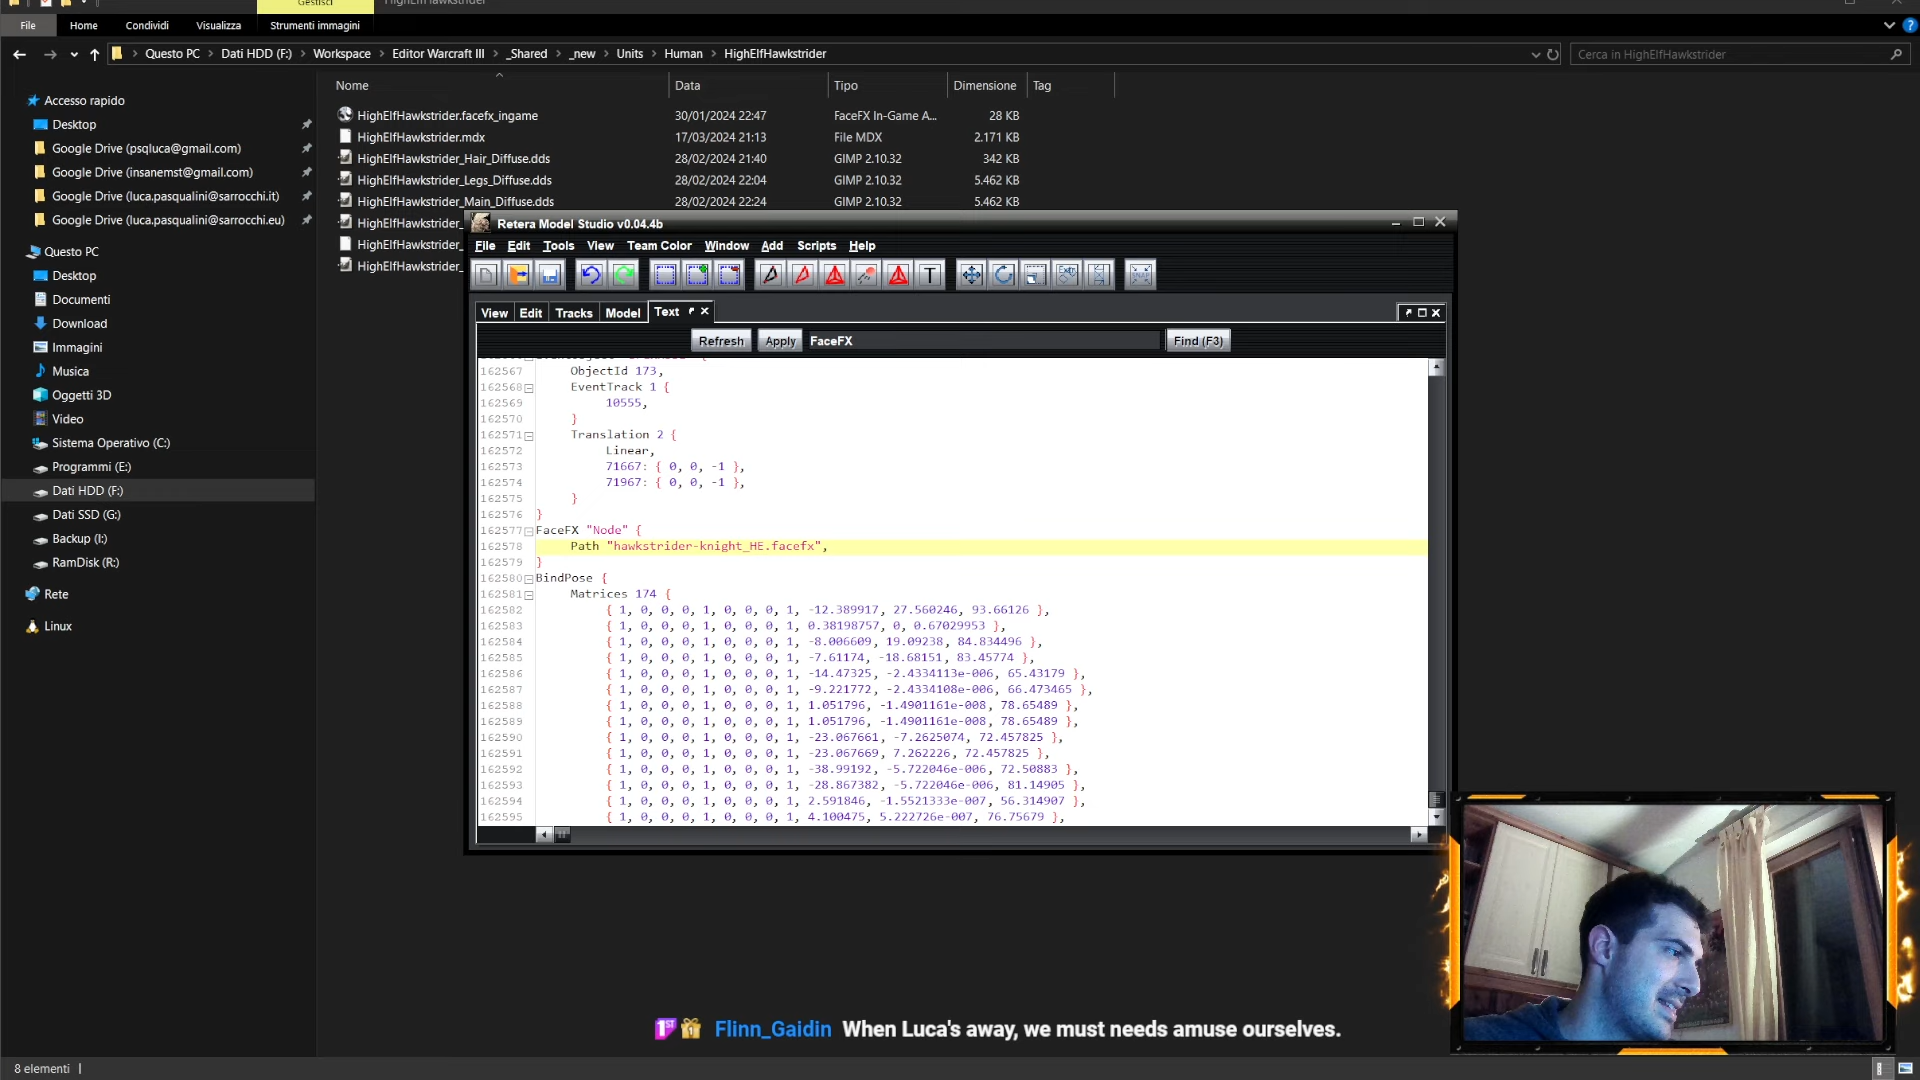 Gestisci
HighElfHawkstrider
File Home Condividi Visualizza Strumenti immagini
Questo PC Dati HDD (F:) Workspace Editor Warcraft III _Shared _new Units Human HighElfHawkstrider
Cerca in HighElfHawkstrider
Nome Data Tipo Dimensione Tag
Accesso rapido
Desktop
Google Drive (psqluca@gmail.com)
Google Drive (insanemst@gmail.com)
Google Drive (luca.pasqualini@sarrocchi.it)
Google Drive (luca.pasqualini@sarrocchi.eu)
Questo PC
Desktop
Documenti
Download
Immagini
Musica
Oggetti 3D
Video
Sistema Operativo (C:)
Programmi (E:)
Dati HDD (F:)
Dati SSD (G:)
Backup (I:)
RamDisk (R:)
Rete
Linux
HighElfHawkstrider.facefx_ingame 30/01/2024 22:47 FaceFX In-Game A... 28 KB
HighElfHawkstrider.mdx 17/03/2024 21:13 File MDX 2.171 KB
HighElfHawkstrider_Hair_Diffuse.dds 28/02/2024 21:40 GIMP 2.10.32 342 KB
HighElfHawkstrider_Legs_Diffuse.dds 28/02/2024 22:04 GIMP 2.10.32 5.462 KB
HighElfHawkstrider_Main_Diffuse.dds 28/02/2024 22:24 GIMP 2.10.32 5.462 KB
HighElfHawkstrider_
HighElfHawkstrider_
HighElfHawkstrider_
Retera Model Studio v0.04.4b
File Edit Tools View Team Color Window Add Scripts Help
View Edit Tracks Model Text
Refresh Apply FaceFX Find (F3)
162567 ObjectId 173,
162568 EventTrack 1 {
162569 10555,
162570 }
162571 Translation 2 {
162572 Linear,
162573 71667: { 0, 0, -1 },
162574 71967: { 0, 0, -1 },
162575 }
162576 }
162577 FaceFX "Node" {
162578 Path "hawkstrider-knight_HE.facefx",
162579 }
162580 BindPose {
162581 Matrices 174 {
162582 { 1, 0, 0, 0, 1, 0, 0, 0, 1, -12.389917, 27.560246, 93.66126 },
162583 { 1, 0, 0, 0, 1, 0, 0, 0, 1, 0.38198757, 0, 0.67029953 },
162584 { 1, 0, 0, 0, 1, 0, 0, 0, 1, -8.006609, 19.09238, 84.834496 },
162585 { 1, 0, 0, 0, 1, 0, 0, 0, 1, -7.61174, -18.68151, 83.45774 },
162586 { 1, 0, 0, 0, 1, 0, 0, 0, 1, -14.47325, -2.4334113e-006, 65.43179 },
162587 { 1, 0, 0, 0, 1, 0, 0, 0, 1, -9.221772, -2.4334108e-006, 66.473465 },
162588 { 1, 0, 0, 0, 1, 0, 0, 0, 1, 1.051796, -1.4901161e-008, 78.65489 },
162589 { 1, 0, 0, 0, 1, 0, 0, 0, 1, 1.051796, -1.4901161e-008, 78.65489 },
162590 { 1, 0, 0, 0, 1, 0, 0, 0, 1, -23.067661, -7.2625074, 72.457825 },
162591 { 1, 0, 0, 0, 1, 0, 0, 0, 1, -23.067669, 7.262226, 72.457825 },
162592 { 1, 0, 0, 0, 1, 0, 0, 0, 1, -38.99192, -5.722046e-006, 72.50883 },
162593 { 1, 0, 0, 0, 1, 0, 0, 0, 1, -28.867382, -5.722046e-006, 81.14905 },
162594 { 1, 0, 0, 0, 1, 0, 0, 0, 1, 2.591846, -1.5521333e-007, 56.314907 },
162595 { 1, 0, 0, 0, 1, 0, 0, 0, 1, 4.100475, 5.222726e-007, 76.75679 },
1ST Flinn_Gaidin When Luca's away, we must needs amuse ourselves.
8 elementi